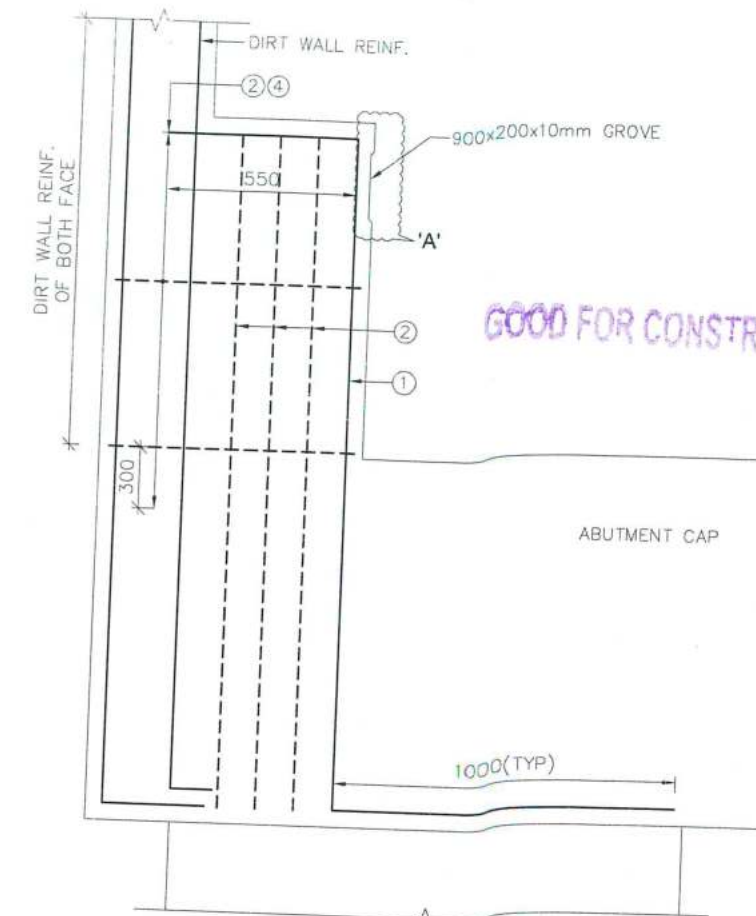 DIRT WALL REINF.
②④
900x200x10mm GROVE
550
DIRT WALL REINF.
OF BOTH FACE
'A'
GOOD FOR CONSTR
②
①
300
ABUTMENT CAP
1000(TYP)